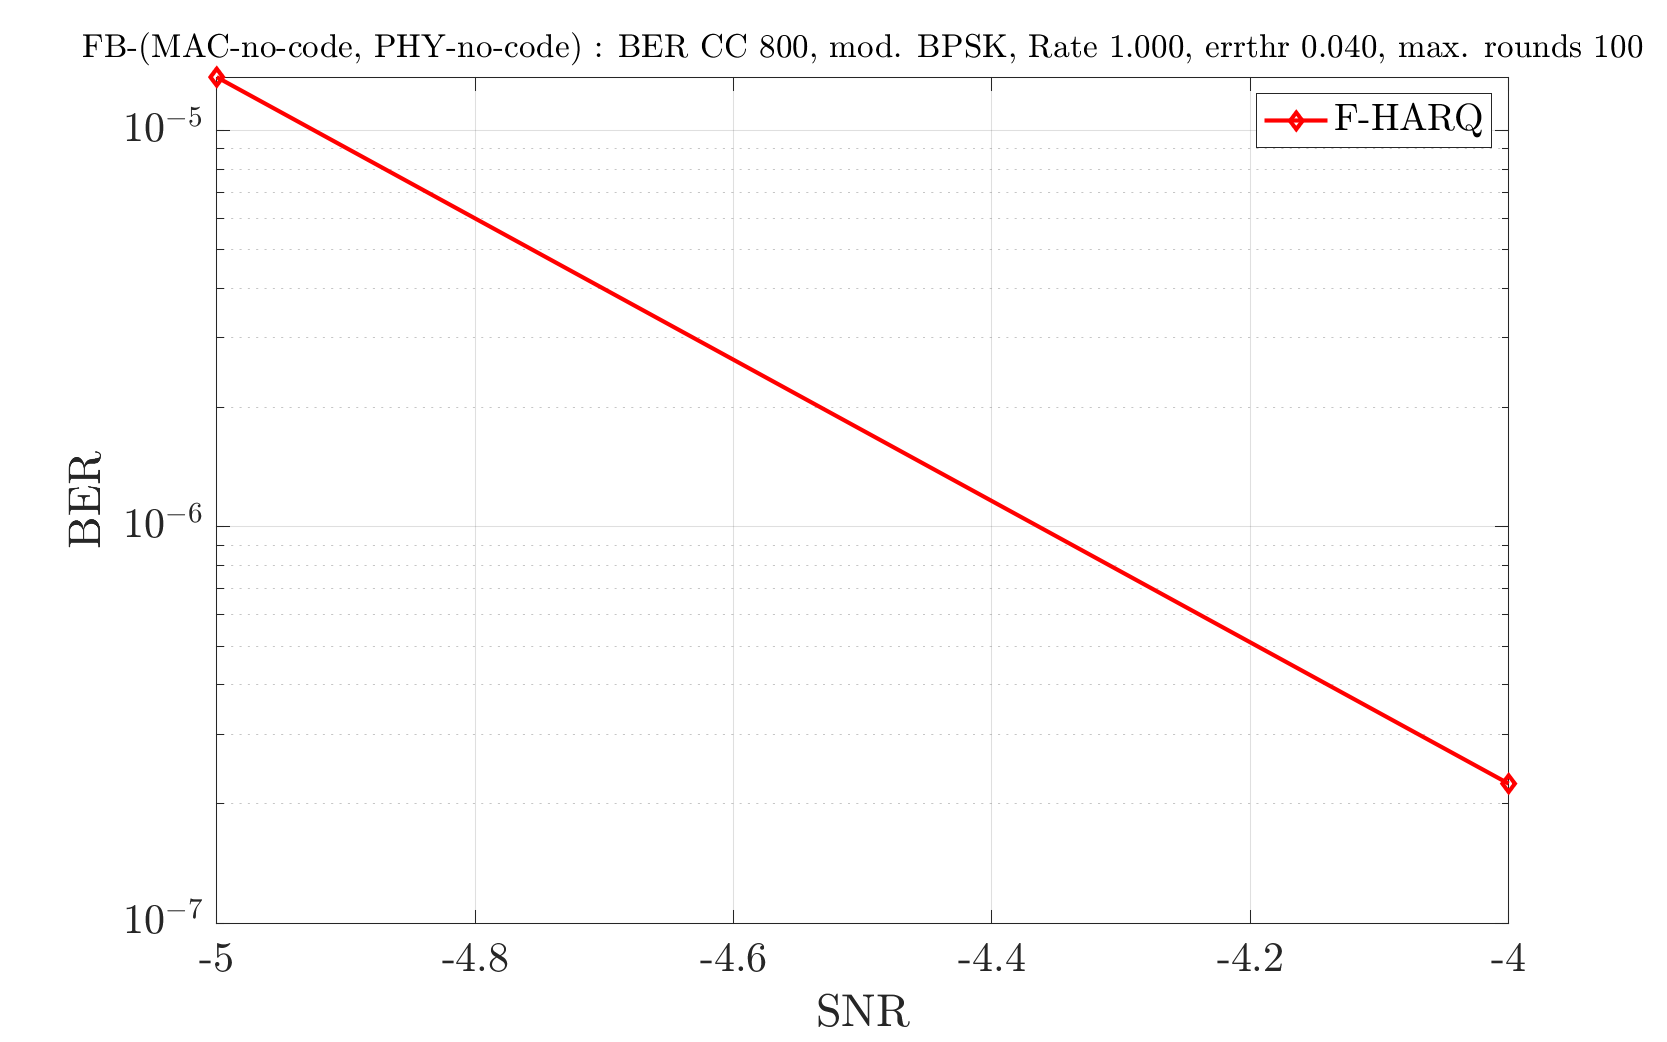 FB-(MAC-no-code, PHY-no-code) : BER CC 800, mod. BPSK, Rate 1.000, errthr 0.040, max. rounds 100
F-HARQ
10⁻⁵
10⁻⁶
10⁻⁷
BER
-5 -4.8 -4.6 -4.4 -4.2 -4
SNR